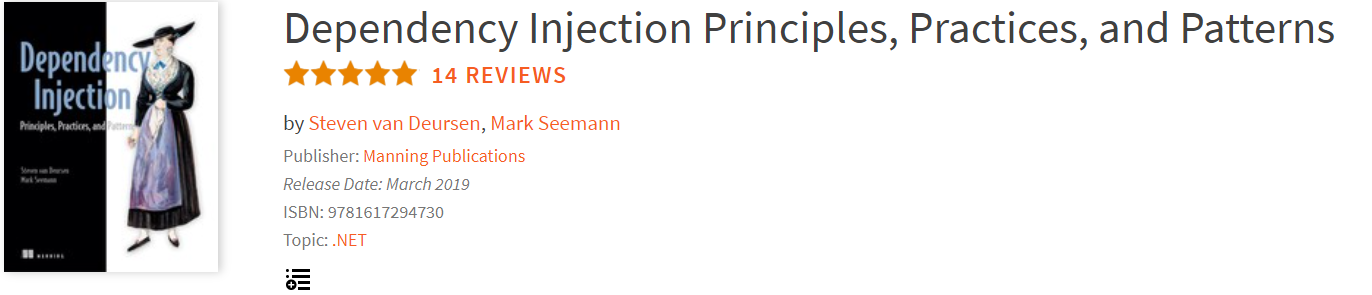 Dependency
Injection
Principles, Practices, and Patterns
Steven van Deursen
Mark Seemann
MANNING
Dependency Injection Principles, Practices, and Patterns
14 REVIEWS
by Steven van Deursen, Mark Seemann
Publisher: Manning Publications
Release Date: March 2019
ISBN: 9781617294730
Topic: .NET